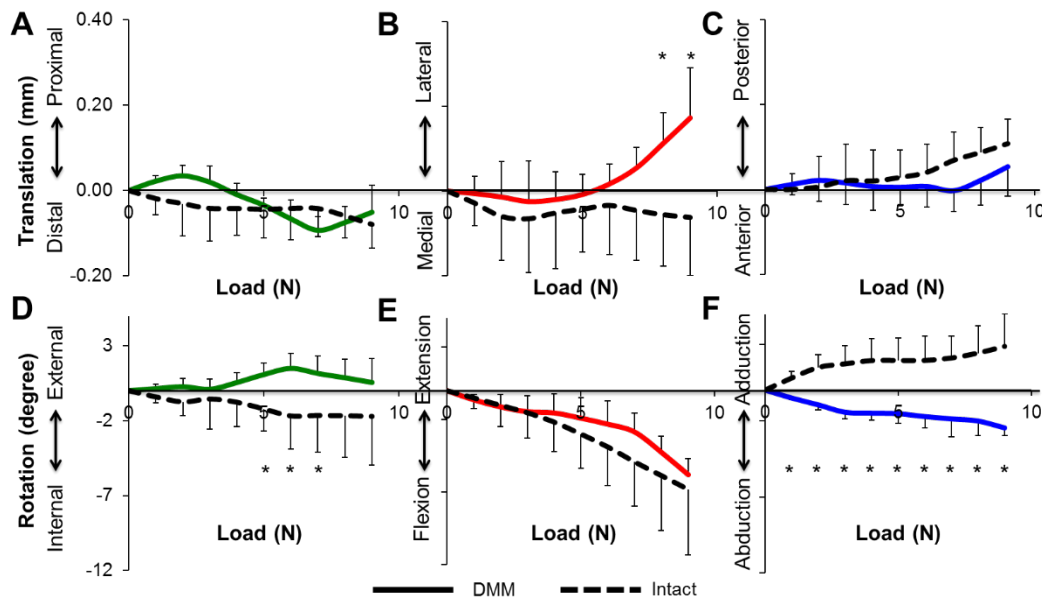 A B C
0.40
0.20
0.00
-0.20
Translation (mm)
Distal Proximal
Medial Lateral
Anterior Posterior
* *
0 5 10
0 5 10
0 5 10
Load (N) Load (N) Load (N)
D E F
3
-2
-7
-12
Rotation (degree)
Internal External
Flexion Extension
Abduction Adduction
0 5 10
0 5 10
0 5 10
* * *
* * * * * * * * *
Load (N) Load (N) Load (N)
DMM Intact